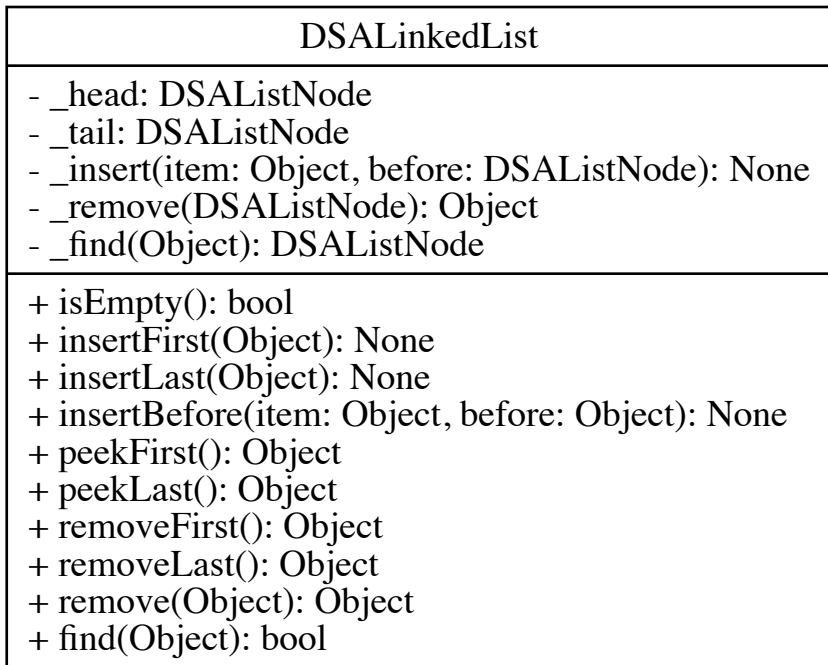 DSALinkedList
- _head: DSAListNode
- _tail: DSAListNode
- _insert(item: Object, before: DSAListNode): None
- _remove(DSAListNode): Object
- _find(Object): DSAListNode
+ isEmpty(): bool
+ insertFirst(Object): None
+ insertLast(Object): None
+ insertBefore(item: Object, before: Object): None
+ peekFirst(): Object
+ peekLast(): Object
+ removeFirst(): Object
+ removeLast(): Object
+ remove(Object): Object
+ find(Object): bool